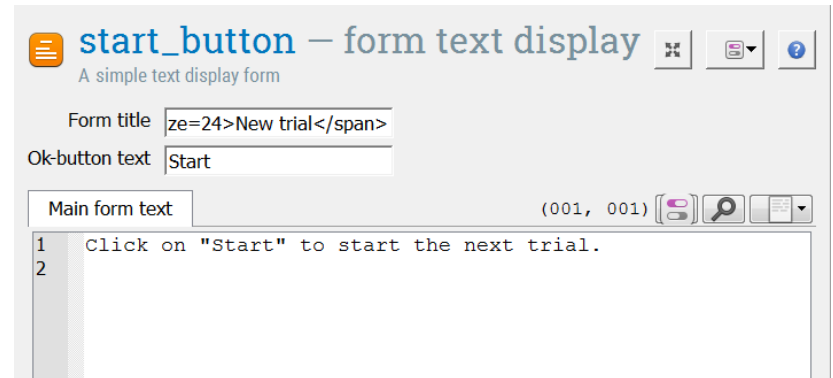 start_button — form text display
A simple text display form
Form title ze=24>New trial</span>
Ok-button text Start
Main form text (001, 001)
1 Click on "Start" to start the next trial.
2